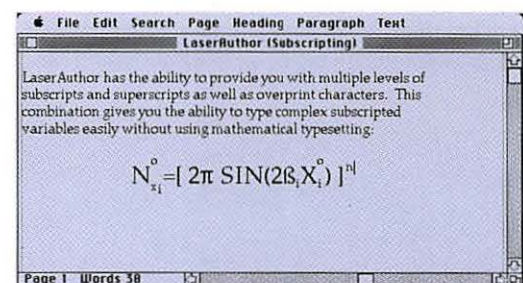 File Edit Search Page Heading Paragraph Text
LaserAuthor (Subscripting)
LaserAuthor has the ability to provide you with multiple levels of
subscripts and superscripts as well as overprint characters. This
combination gives you the ability to type complex subscripted
variables easily without using mathematical typesetting:
N°ₓᵢ=[ 2π SIN(2ßᵢX°ᵢ) ]ⁿ
Page 1 Words 38